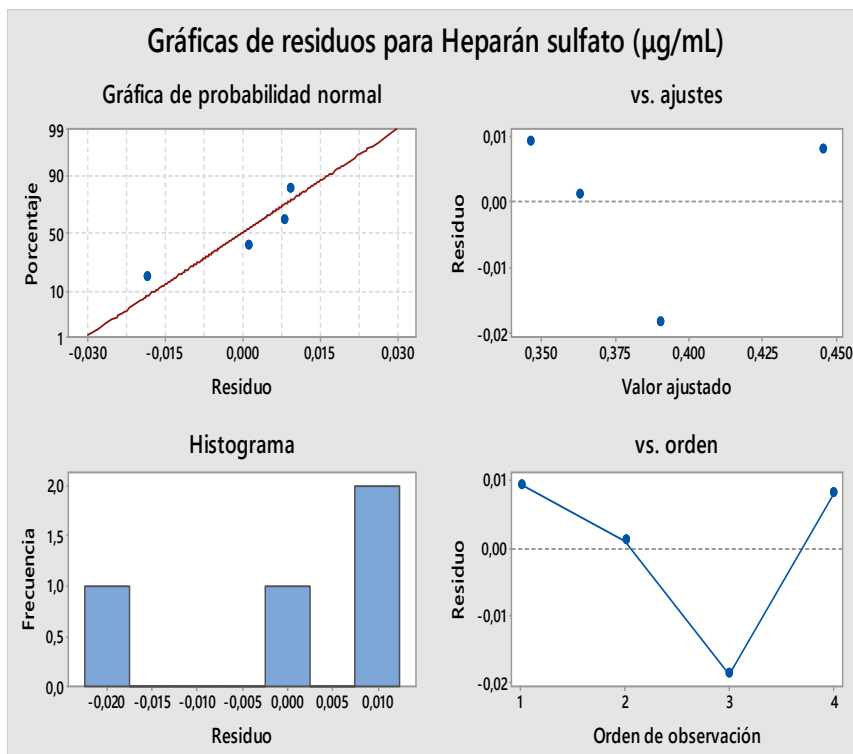 Gráficas de residuos para Heparán sulfato (µg/mL)
Gráfica de probabilidad normal
Porcentaje
99
90
50
10
1
-0,030 -0,015 0,000 0,015 0,030
Residuo
vs. ajustes
Residuo
0,01
0,00
-0,01
-0,02
0,350 0,375 0,400 0,425 0,450
Valor ajustado
Histograma
Frecuencia
2,0
1,5
1,0
0,5
0,0
-0,020 -0,015 -0,010 -0,005 0,000 0,005 0,010
Residuo
vs. orden
Residuo
0,01
0,00
-0,01
-0,02
1 2 3 4
Orden de observación